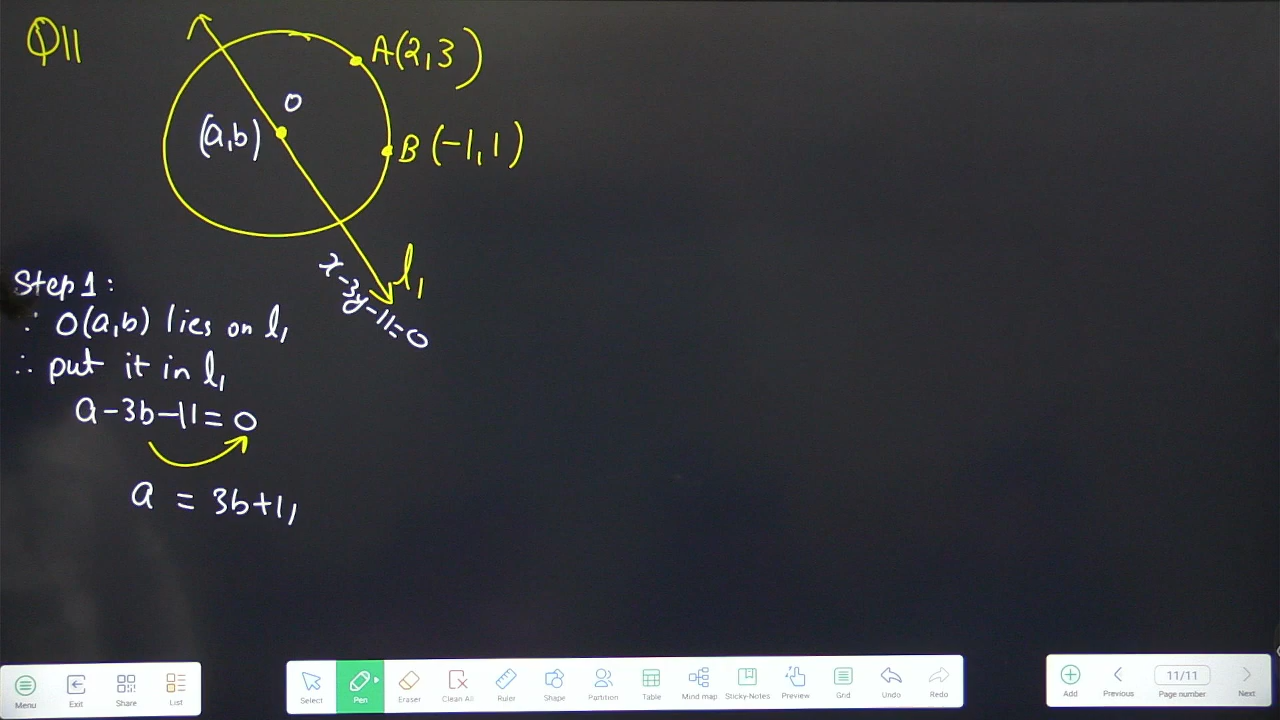 Q11
A(2,3)
O
(a,b)
B(-1,1)
l₁
x-3y-11=0
Step 1:
∵ O(a,b) lies on l₁
∴ put it in l₁
a-3b-11=0
a = 3b+11
Menu
Exit
Share
List
Select
Pen
Eraser
Clean All
Ruler
Shape
Partition
Table
Mind map
Sticky-Notes
Preview
Grid
Undo
Redo
Add
Previous
11/11
Page number
Next